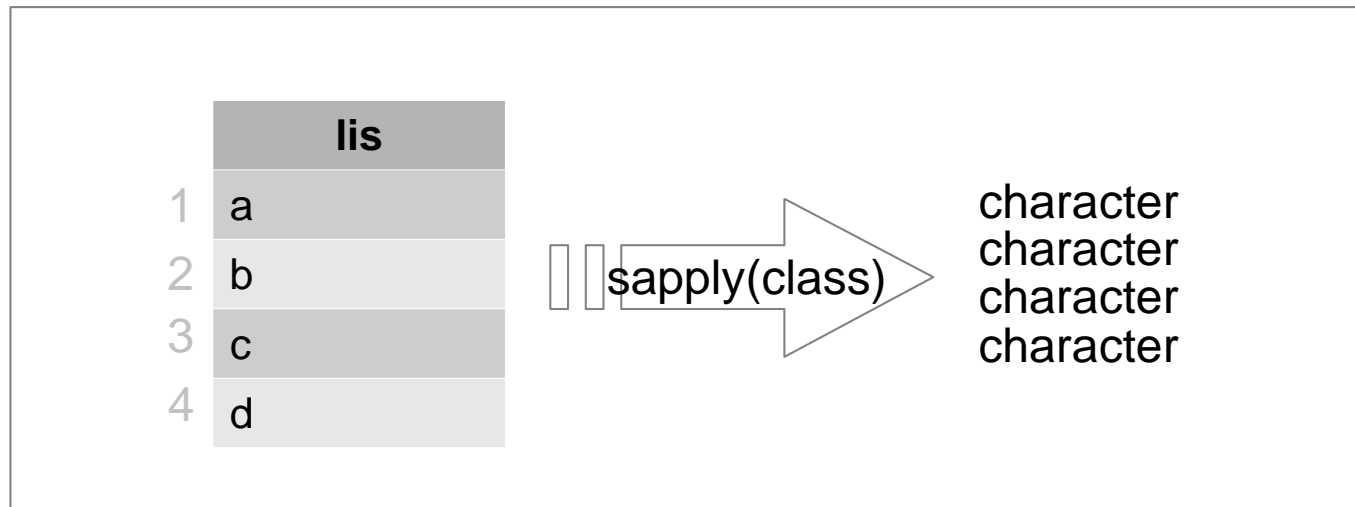 lis
1 a
2 b
3 c
4 d
sapply(class)
character
character
character
character